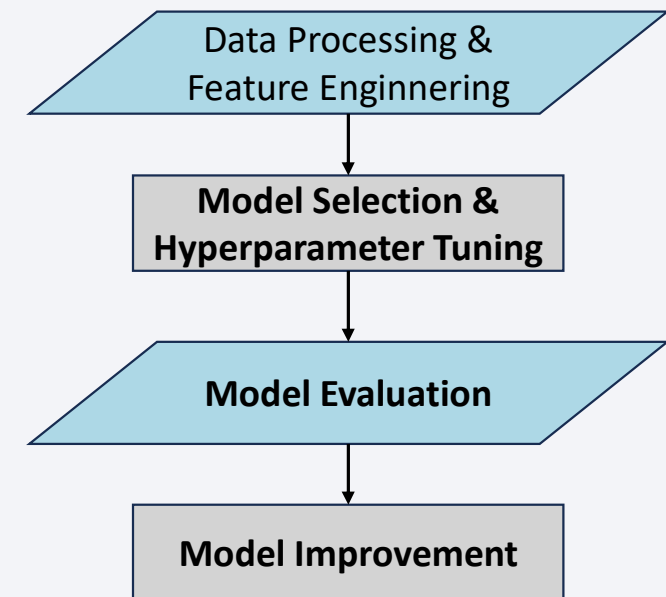 Data Processing &
Feature Enginnering
Model Selection &
Hyperparameter Tuning
Model Evaluation
Model Improvement